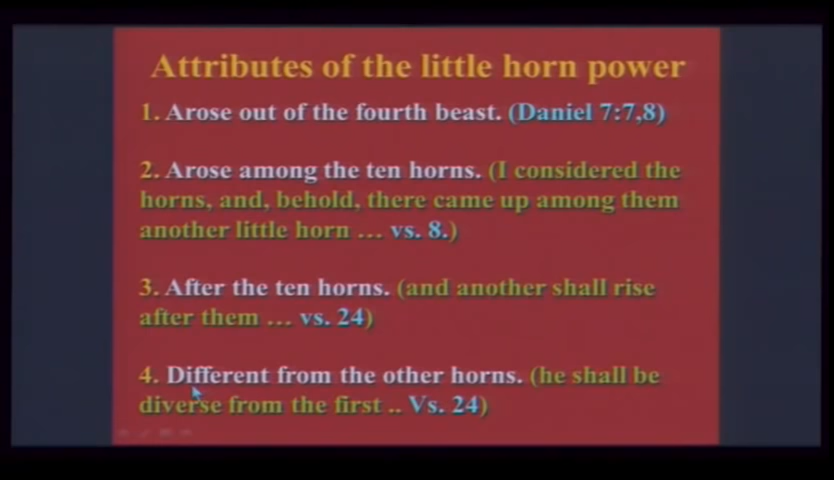 Attributes of the little horn power
1. Arose out of the fourth beast. (Daniel 7:7,8)
2. Arose among the ten horns. (I considered the
horns, and, behold, there came up among them
another little horn ... vs. 8.)
3. After the ten horns. (and another shall rise
after them ... vs. 24)
4. Different from the other horns. (he shall be
diverse from the first .. Vs. 24)